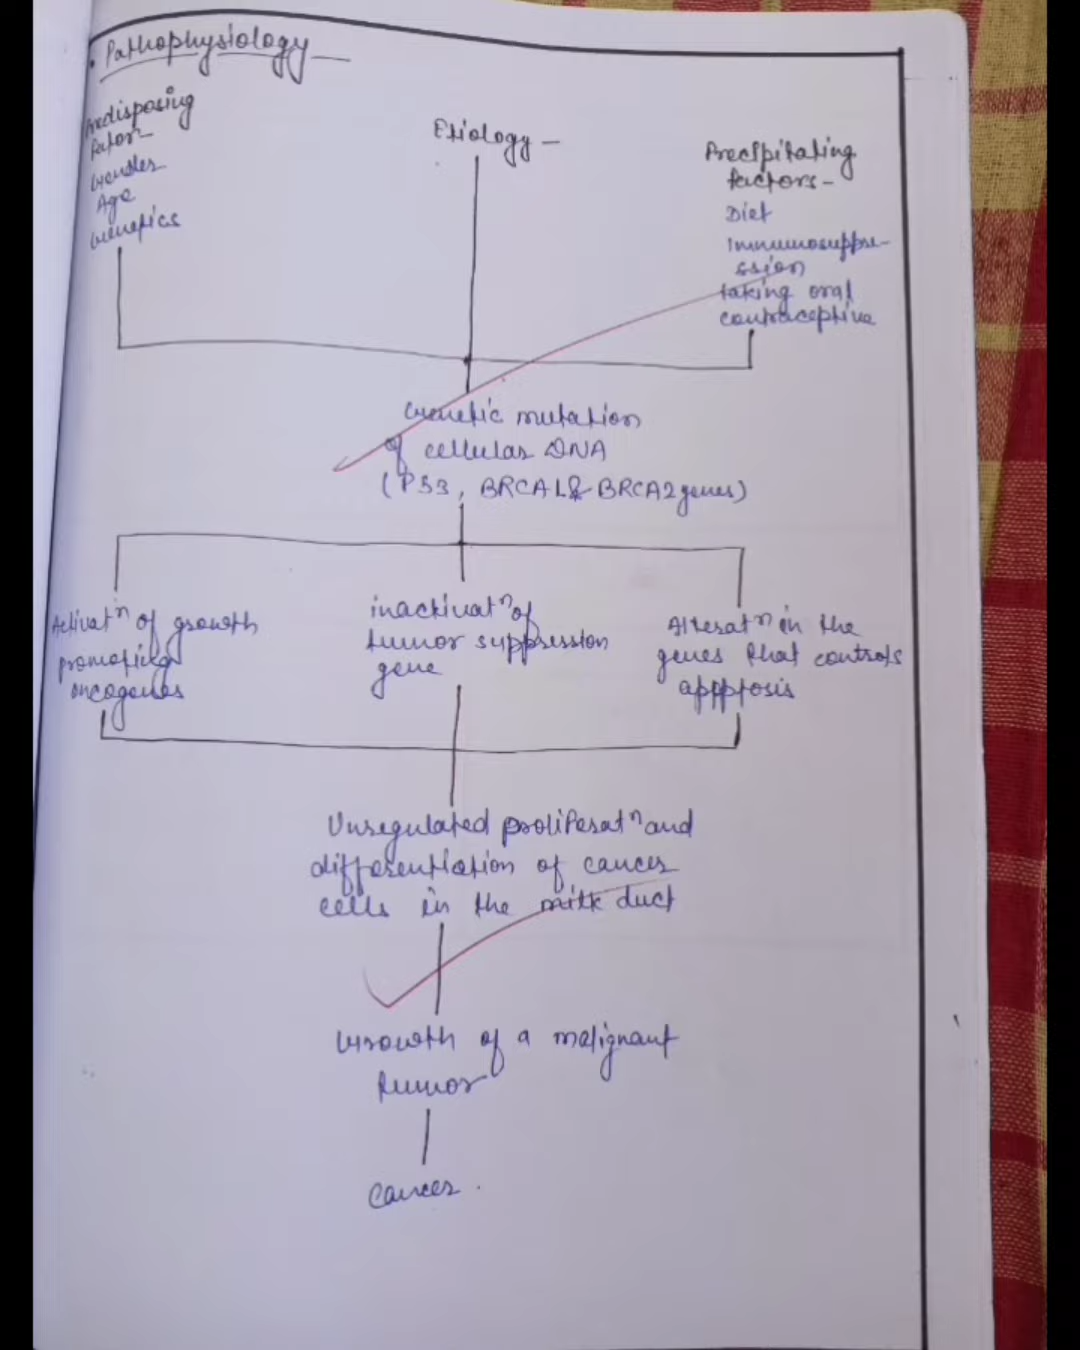 Pathophysiology -
Predisposing
factor -
Gender
Age
Genetics
Etiology -
Precipitating
factors -
Diet
Immunosuppre-
ssion
taking oral
contraceptive
Genetic mutation
of cellular DNA
(P53, BRCA1 & BRCA2 genes)
Activatⁿ of growth
promoting
oncogenes
inactivatⁿ of
tumor suppression
gene
Alteratⁿ in the
genes that controls
apoptosis
Unregulated proliferatⁿ and
differentiation of cancer
cells in the milk duct
Growth of a malignant
tumor
Cancer.